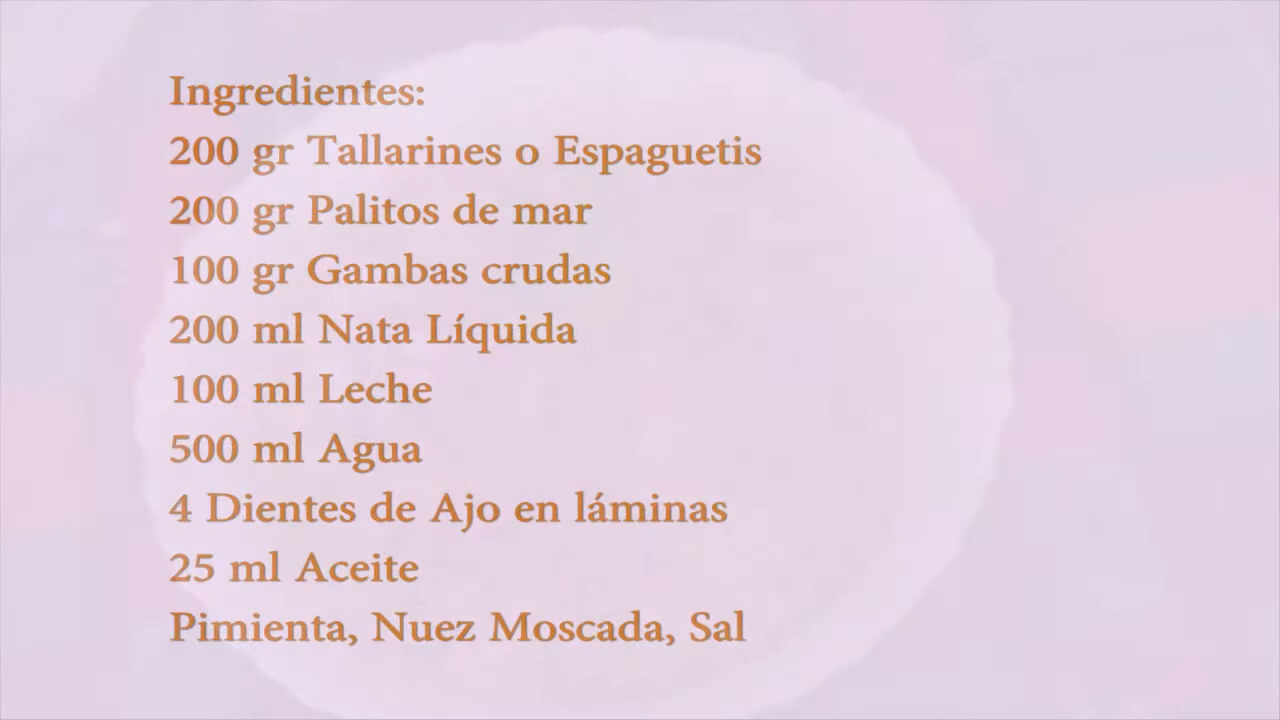 Ingredientes:
200 gr Tallarines o Espaguetis
200 gr Palitos de mar
100 gr Gambas crudas
200 ml Nata Líquida
100 ml Leche
500 ml Agua
4 Dientes de Ajo en láminas
25 ml Aceite
Pimienta, Nuez Moscada, Sal